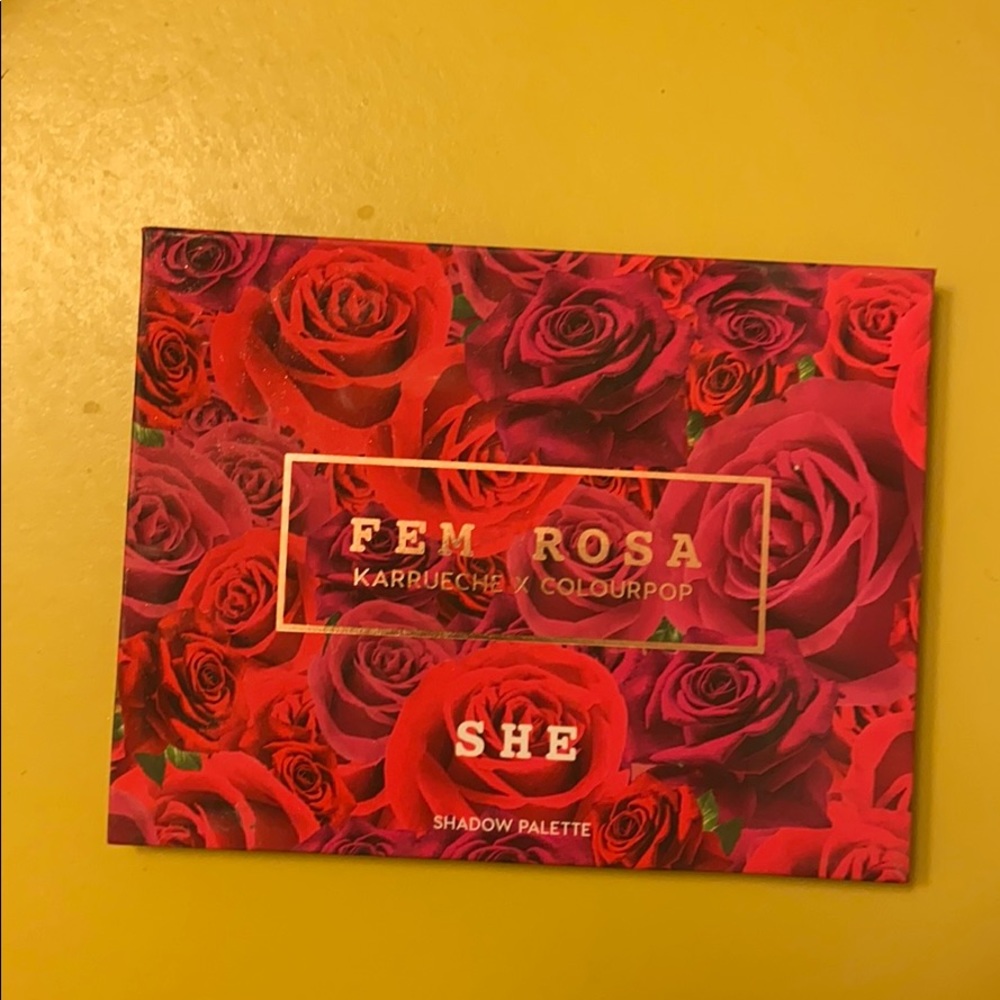 FEM ROSA
KARRUECHE X COLOURPOP
SHE
SHADOW PALETTE